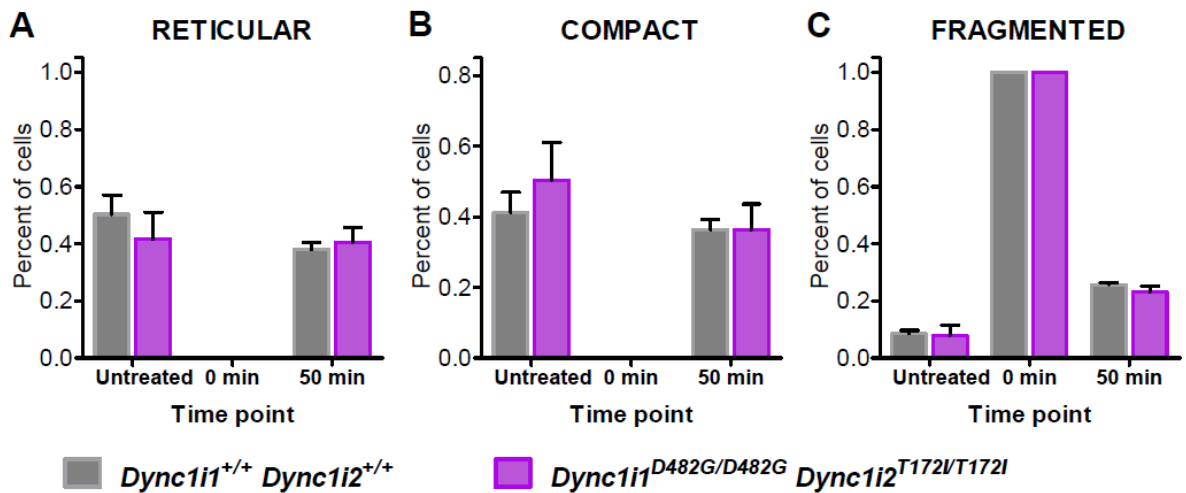 A RETICULAR
Percent of cells
1.0
0.8
0.6
0.4
0.2
0.0
Untreated 0 min 50 min
Time point
B COMPACT
Percent of cells
0.8
0.6
0.4
0.2
0.0
Untreated 0 min 50 min
Time point
C FRAGMENTED
Percent of cells
1.0
0.8
0.6
0.4
0.2
0.0
Untreated 0 min 50 min
Time point
Dync1i1+/+ Dync1i2+/+
Dync1i1D482G/D482G Dync1i2T172I/T172I